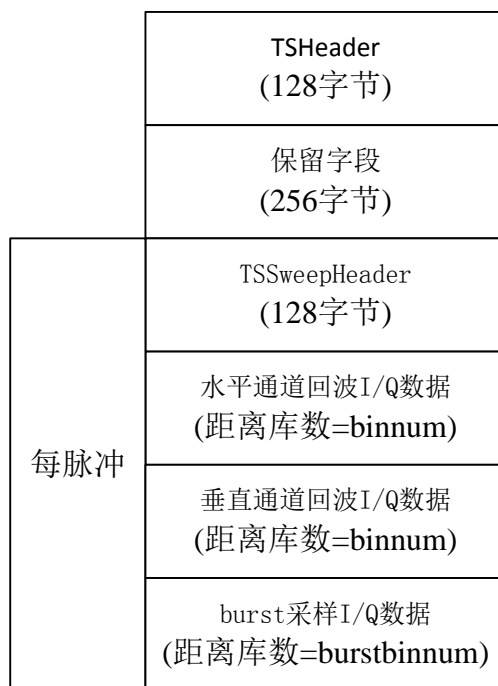 TSHeader
(128字节)
保留字段
(256字节)
每脉冲
TSSweepHeader
(128字节)
水平通道回波I/Q数据
(距离库数=binnum)
垂直通道回波I/Q数据
(距离库数=binnum)
burst采样I/Q数据
(距离库数=burstbinnum)